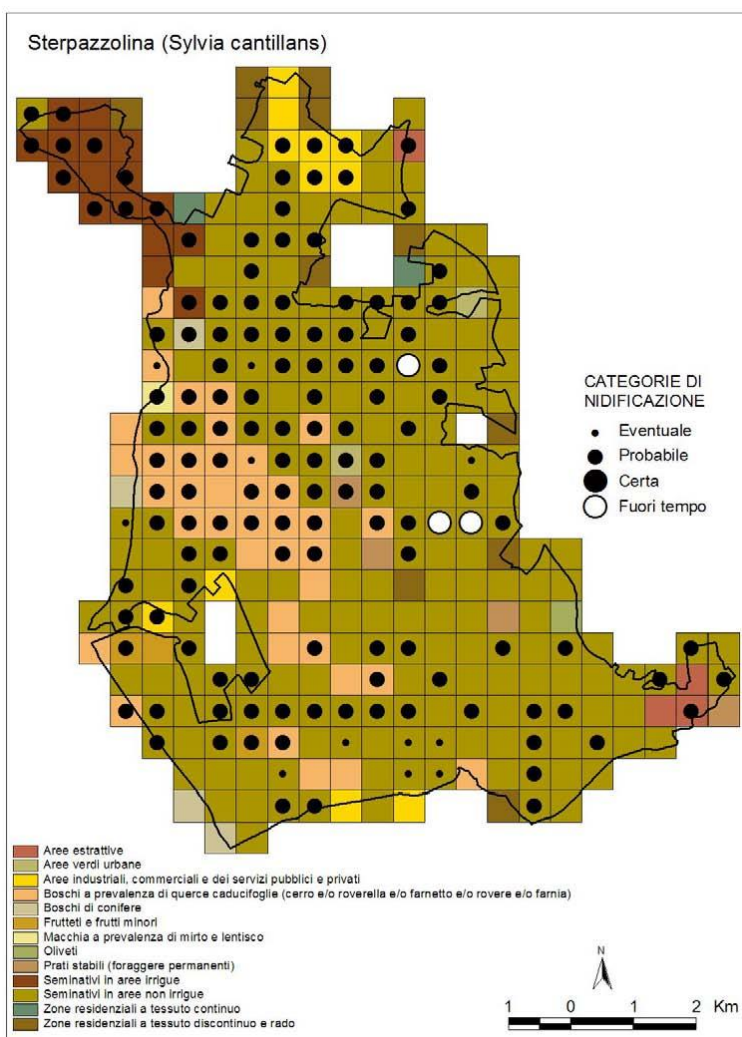 Sterpazzolina (Sylvia cantillans)
CATEGORIE DI
NIDIFICAZIONE
Eventuale
Probabile
Certa
Fuori tempo
Aree estrattive
Aree verdi urbane
Aree industriali, commerciali e dei servizi pubblici e privati
Boschi a prevalenza di querce caducifoglie (cerro e/o roverella e/o farnetto e/o rovere e/o farnia)
Boschi di conifere
Frutteti e frutti minori
Macchia a prevalenza di mirto e lentisco
Oliveti
Prati stabili (foraggere permanenti)
Seminativi in aree irrigue
Seminativi in aree non irrigue
Zone residenziali a tessuto continuo
Zone residenziali a tessuto discontinuo e rado
N
1 0 1 2 Km